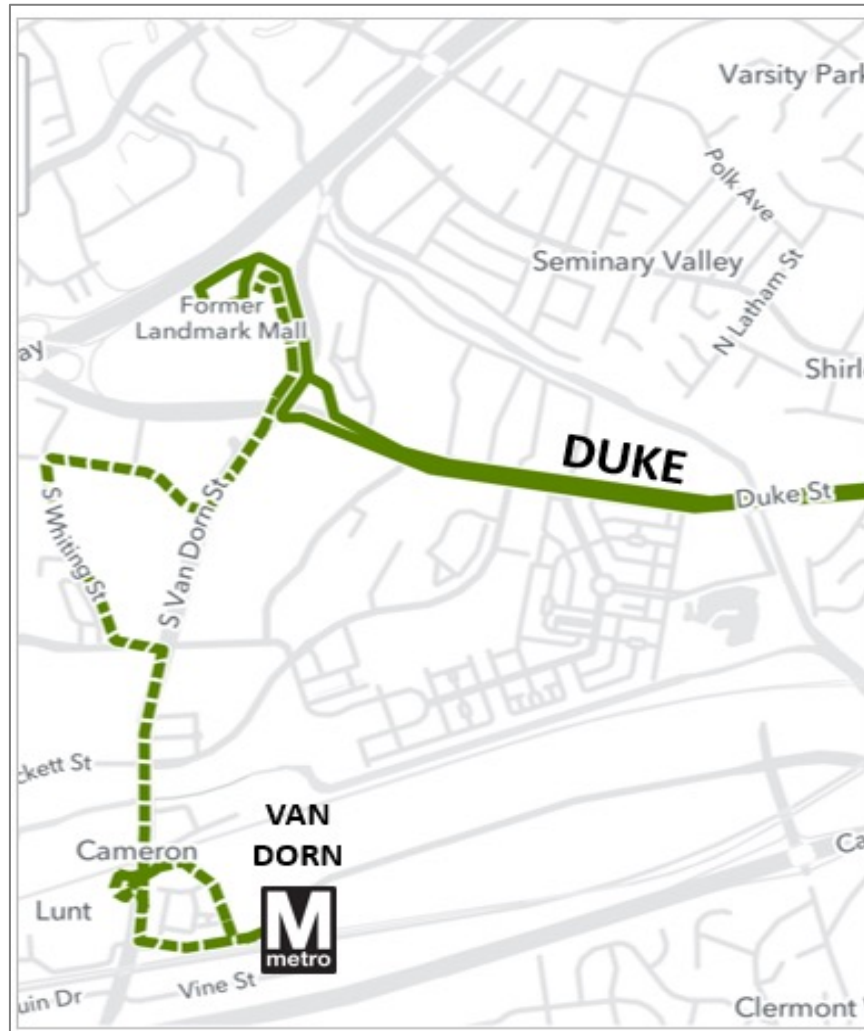 Varsity Park
Polk Ave
Seminary Valley
N Latham St
Former
Landmark Mall
ay
Shirl
DUKE
Duke St
S Whiting St
S Van Dorn St
ckett St
VAN
DORN
Cameron
Ca
Lunt
M
metro
Vine St
uin Dr
Clermont